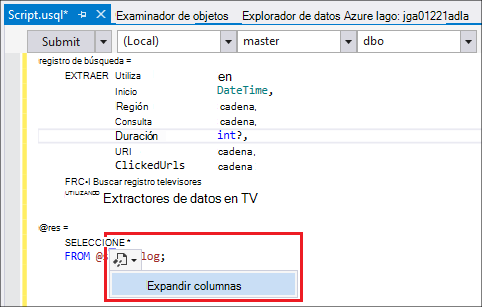 Script.usql* Examinador de objetos Explorador de datos Azure lago: jga01221adla
Submit (Local) master dbo
registro de búsqueda =
EXTRAER Utiliza en
Inicio DateTime,
Región cadena,
Consulta cadena,
Duración int?,
URI cadena,
ClickedUrls cadena
FRC•I Buscar registro televisores
UTILIZANDO Extractores de datos en TV
@res =
SELECCIONE *
FROM @s log;
Expandir columnas